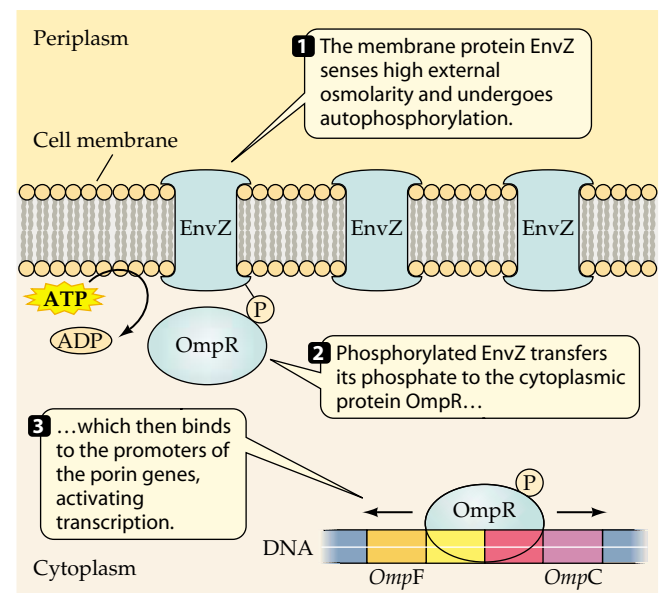 Periplasm
1 The membrane protein EnvZ
senses high external
osmolarity and undergoes
autophosphorylation.
Cell membrane
EnvZ
EnvZ
EnvZ
ATP
ADP
P
OmpR
2 Phosphorylated EnvZ transfers
its phosphate to the cytoplasmic
protein OmpR…
3 …which then binds
to the promoters of
the porin genes,
activating
transcription.
P
OmpR
DNA
OmpF
OmpC
Cytoplasm